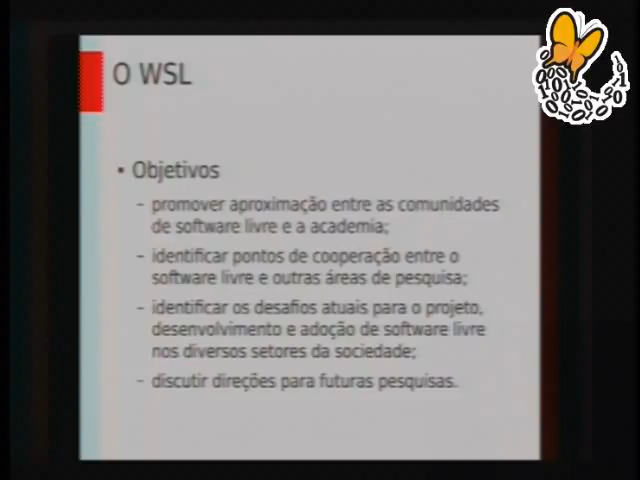 O WSL
• Objetivos
– promover aproximação entre as comunidades
de software livre e a academia;
– identificar pontos de cooperação entre o
software livre e outras áreas de pesquisa;
– identificar os desafios atuais para o projeto,
desenvolvimento e adoção de software livre
nos diversos setores da sociedade;
– discutir direções para futuras pesquisas.